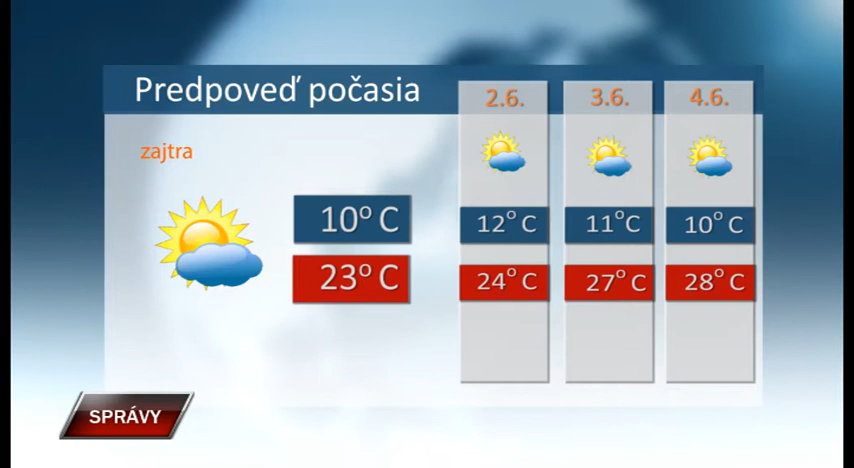 Predpoveď počasia
zajtra
10° C
23° C
2.6.
3.6.
4.6.
12° C
11°C
10° C
24° C
27° C
28° C
SPRÁVY